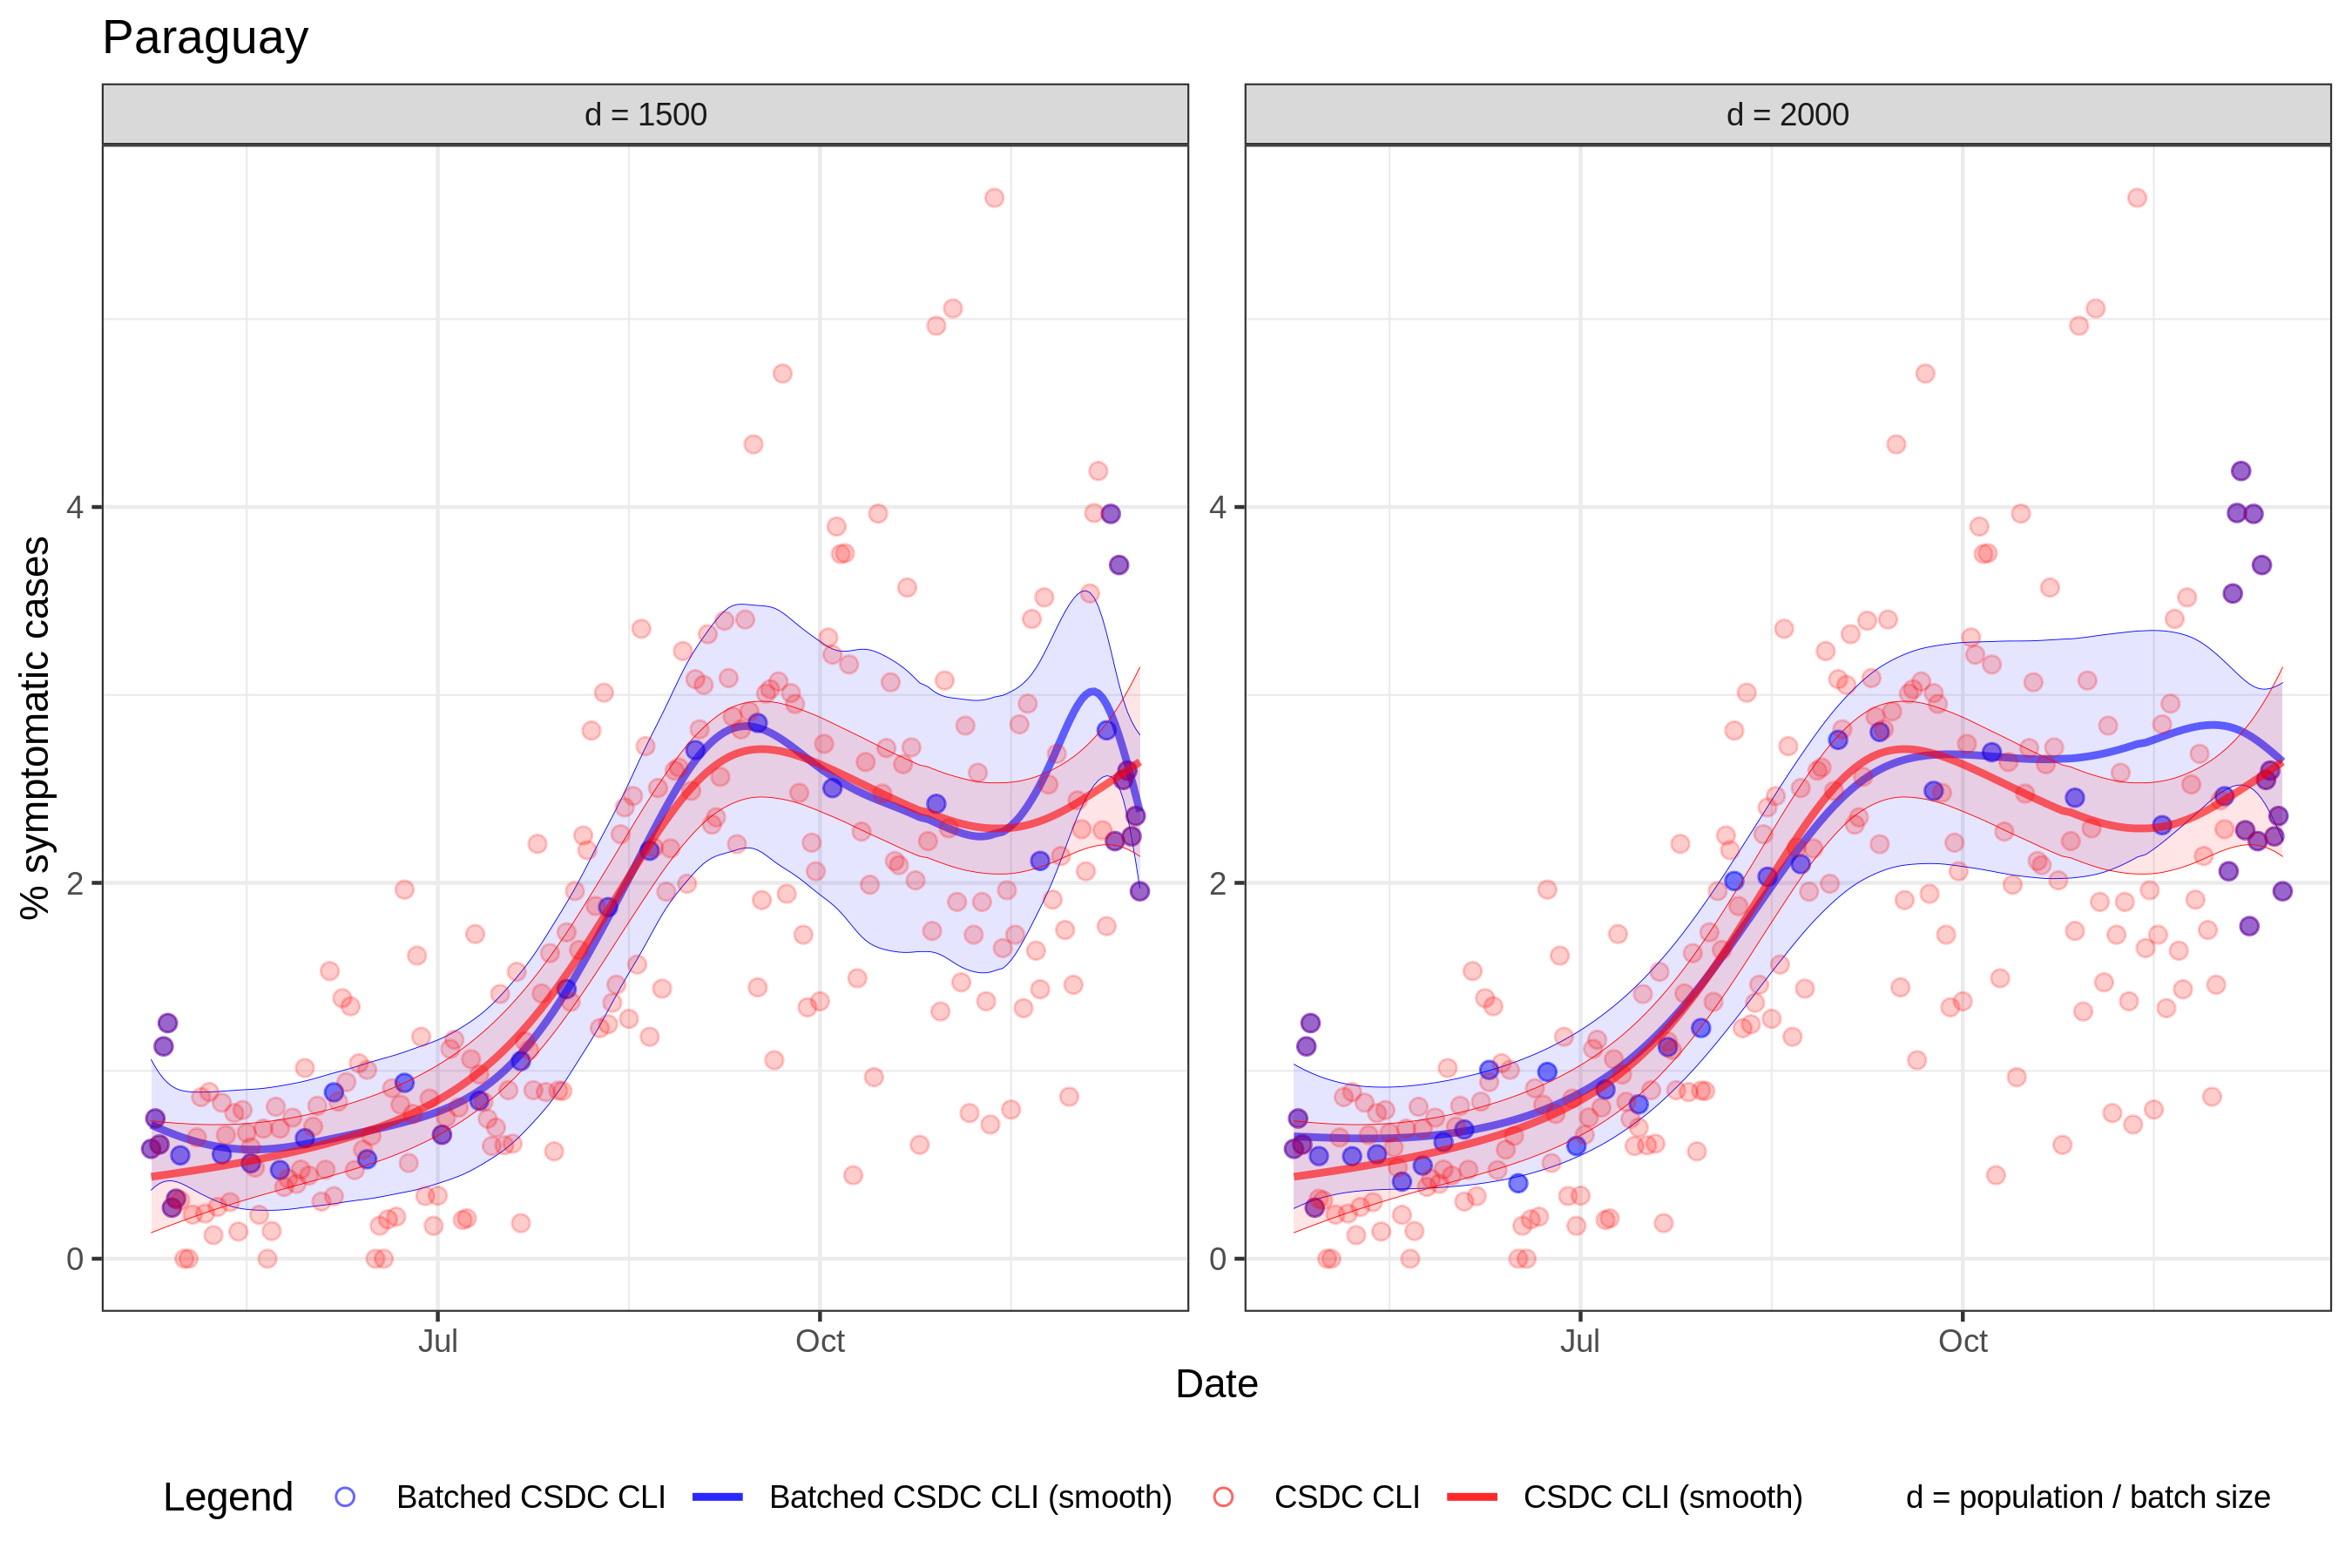 Paraguay
d = 1500
d = 2000
% symptomatic cases
4
2
0
4
2
0
Jul
Oct
Jul
Oct
Date
Legend
Batched CSDC CLI
Batched CSDC CLI (smooth)
CSDC CLI
CSDC CLI (smooth)
d = population / batch size